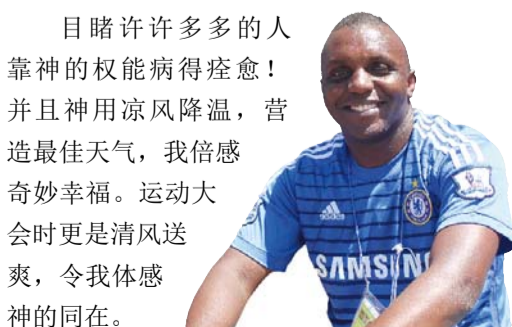 目睹许许多多的人
靠神的权能病得痊愈！
并且神用凉风降温，营
造最佳天气，我倍感
奇妙幸福。运动大
会时更是清风送
爽，令我体感
神的同在。
adidas
SAMSUNG